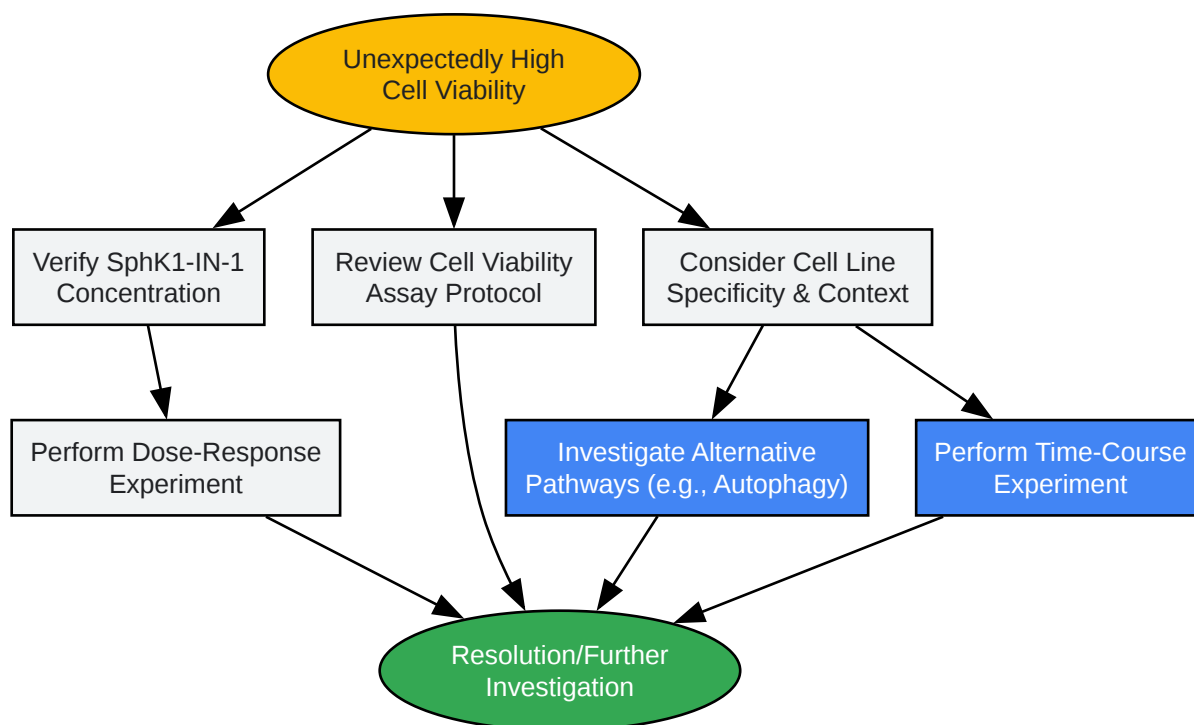 Unexpectedly High
Cell Viability
Verify SphK1-IN-1
Concentration
Review Cell Viability
Assay Protocol
Consider Cell Line
Specificity & Context
Perform Dose-Response
Experiment
Investigate Alternative
Pathways (e.g., Autophagy)
Perform Time-Course
Experiment
Resolution/Further
Investigation